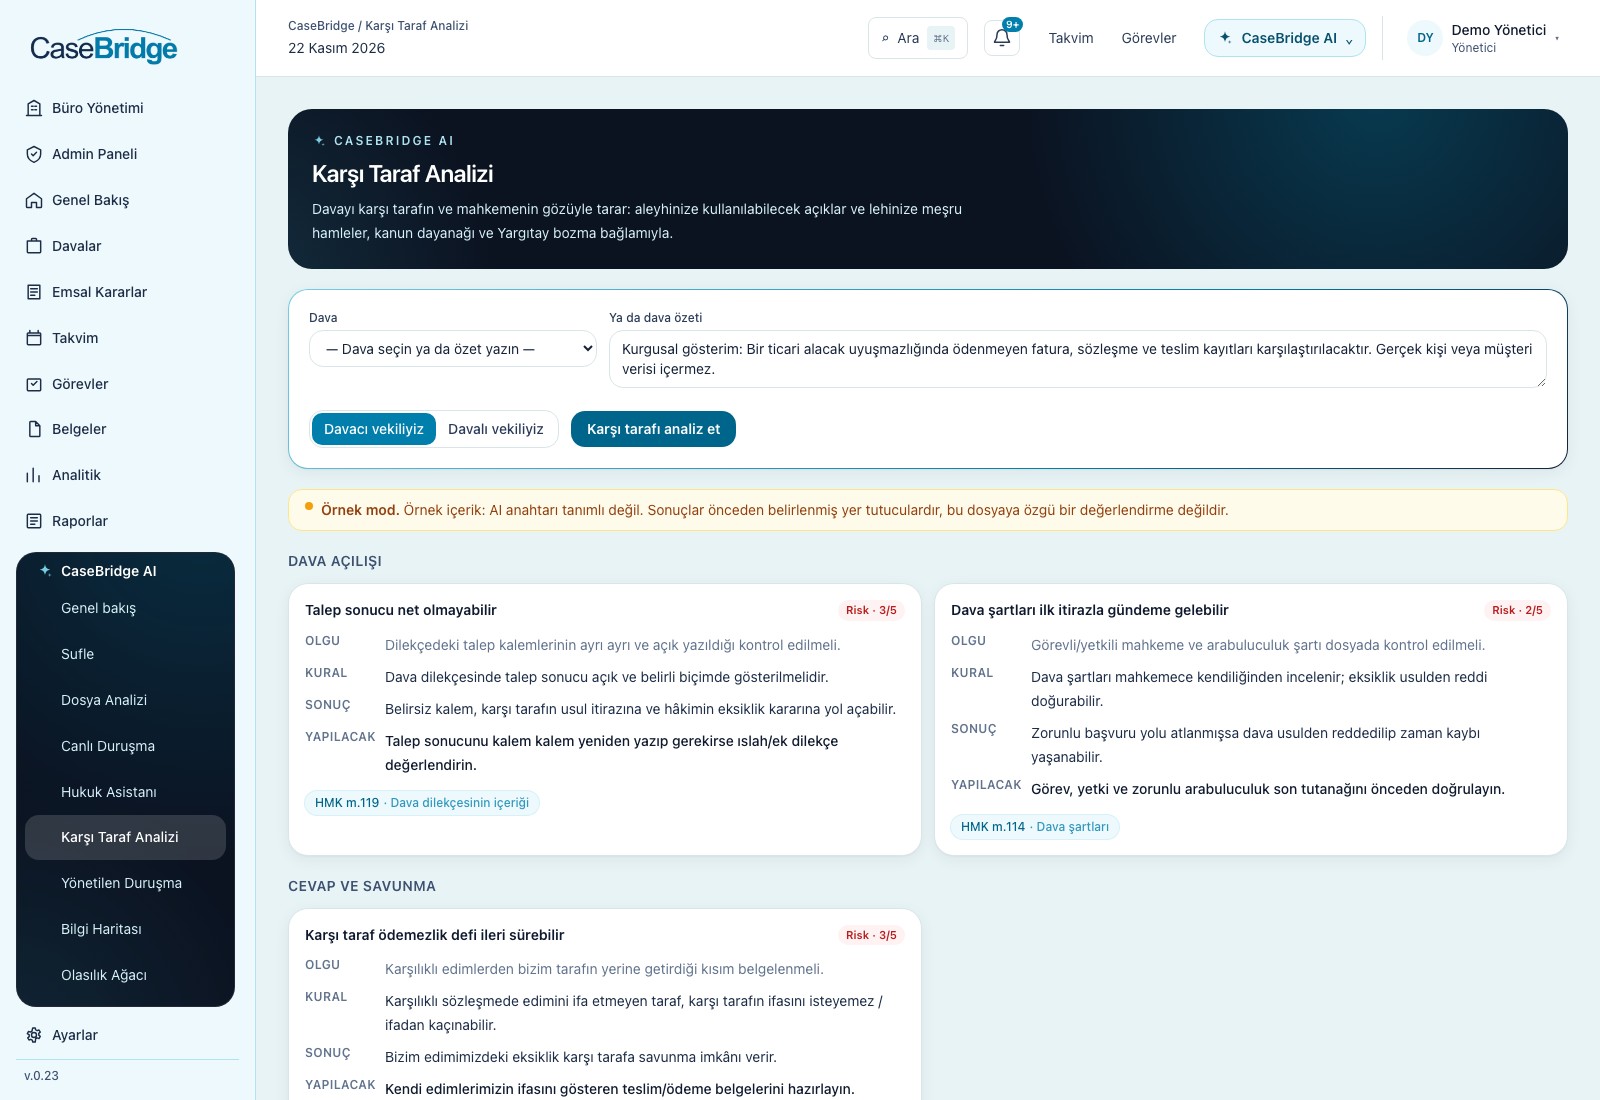 CaseBridge
Büro Yönetimi
Admin Paneli
Genel Bakış
Davalar
Emsal Kararlar
Takvim
Görevler
Belgeler
Analitik
Raporlar
CaseBridge AI
Genel bakış
Sufle
Dosya Analizi
Canlı Duruşma
Hukuk Asistanı
Karşı Taraf Analizi
Yönetilen Duruşma
Bilgi Haritası
Olasılık Ağacı
Ayarlar
v.0.23
CaseBridge / Karşı Taraf Analizi
22 Kasım 2026
Ara ⌘K
9+
Takvim
Görevler
CaseBridge AI
DY
Demo Yönetici
Yönetici
CASEBRIDGE AI
Karşı Taraf Analizi
Davayı karşı tarafın ve mahkemenin gözüyle tarar: aleyhinize kullanılabilecek açıklar ve lehinize meşru
hamleler, kanun dayanağı ve Yargıtay bozma bağlamıyla.
Dava
— Dava seçin ya da özet yazın —
Ya da dava özeti
Kurgusal gösterim: Bir ticari alacak uyuşmazlığında ödenmeyen fatura, sözleşme ve teslim kayıtları karşılaştırılacaktır. Gerçek kişi veya müşteri
verisi içermez.
Davacı vekiliyiz
Davalı vekiliyiz
Karşı tarafı analiz et
Örnek mod. Örnek içerik: AI anahtarı tanımlı değil. Sonuçlar önceden belirlenmiş yer tutuculardır, bu dosyaya özgü bir değerlendirme değildir.
DAVA AÇILIŞI
Talep sonucu net olmayabilir
Risk · 3/5
OLGU Dilekçedeki talep kalemlerinin ayrı ayrı ve açık yazıldığı kontrol edilmeli.
KURAL Dava dilekçesinde talep sonucu açık ve belirli biçimde gösterilmelidir.
SONUÇ Belirsiz kalem, karşı tarafın usul itirazına ve hâkimin eksiklik kararına yol açabilir.
YAPILACAK Talep sonucunu kalem kalem yeniden yazıp gerekirse ıslah/ek dilekçe
değerlendirin.
HMK m.119 · Dava dilekçesinin içeriği
Dava şartları ilk itirazla gündeme gelebilir
Risk · 2/5
OLGU Görevli/yetkili mahkeme ve arabuluculuk şartı dosyada kontrol edilmeli.
KURAL Dava şartları mahkemece kendiliğinden incelenir; eksiklik usulden reddi
doğurabilir.
SONUÇ Zorunlu başvuru yolu atlanmışsa dava usulden reddedilip zaman kaybı
yaşanabilir.
YAPILACAK Görev, yetki ve zorunlu arabuluculuk son tutanağını önceden doğrulayın.
HMK m.114 · Dava şartları
CEVAP VE SAVUNMA
Karşı taraf ödemezlik defi ileri sürebilir
Risk · 3/5
OLGU Karşılıklı edimlerden bizim tarafın yerine getirdiği kısım belgelenmeli.
KURAL Karşılıklı sözleşmede edimini ifa etmeyen taraf, karşı tarafın ifasını isteyemez /
ifadan kaçınabilir.
SONUÇ Bizim edimimizdeki eksiklik karşı tarafa savunma imkânı verir.
YAPILACAK Kendi edimlerimizin ifasını gösteren teslim/ödeme belgelerini hazırlayın.